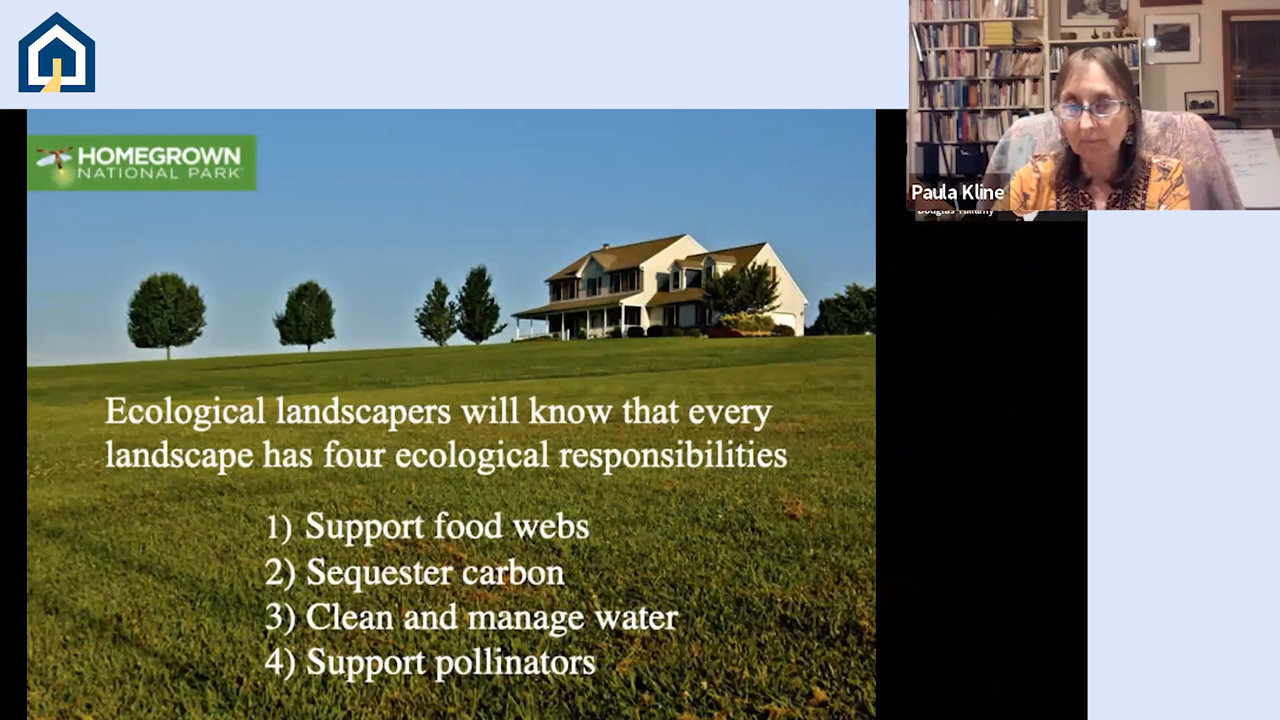 HOMEGROWN
NATIONAL PARK
Paula Kline
Ecological landscapers will know that every
landscape has four ecological responsibilities
1) Support food webs
2) Sequester carbon
3) Clean and manage water
4) Support pollinators